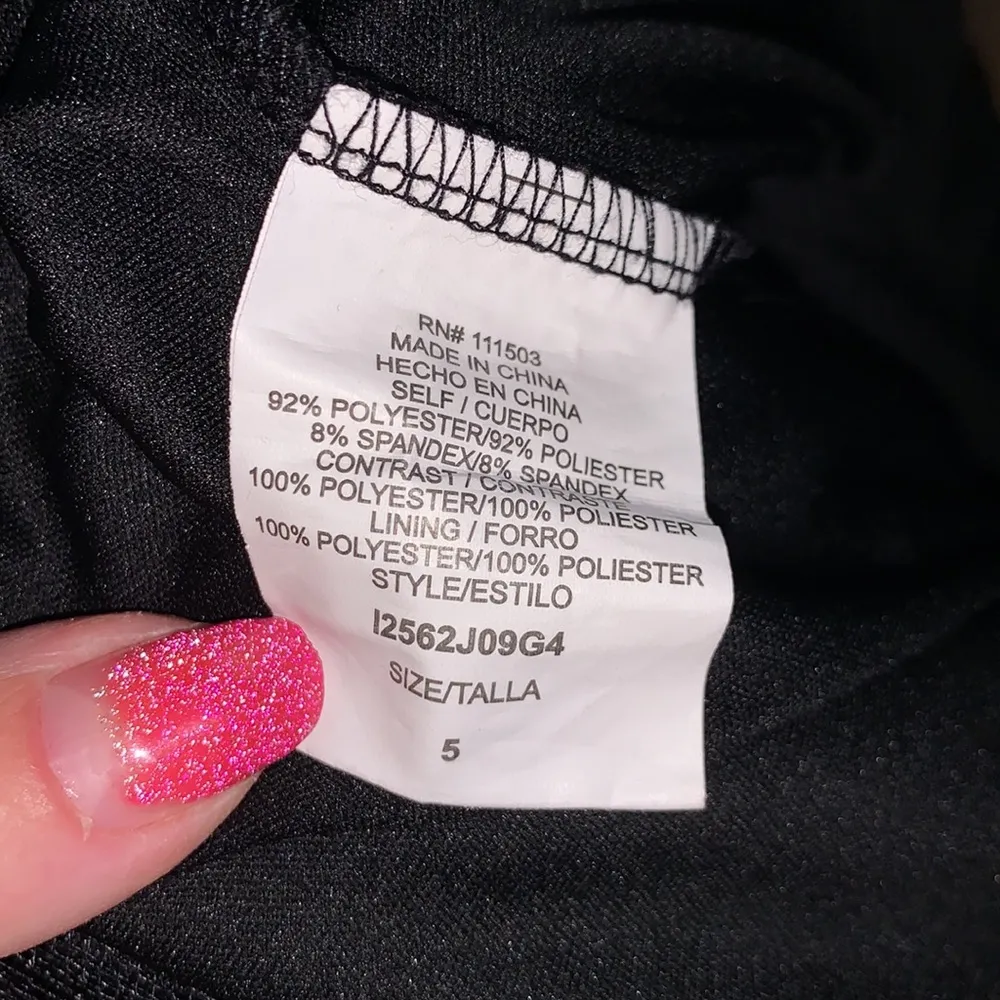 RN# 111503
MADE IN CHINA
HECHO EN CHINA
SELF / CUERPO
92% POLYESTER/92% POLIESTER
8% SPANDEX/8% SPANDEX
CONTRAST / CONTRASTE
100% POLYESTER/100% POLIESTER
LINING / FORRO
100% POLYESTER/100% POLIESTER
STYLE/ESTILO
I2562J09G4
SIZE/TALLA
5